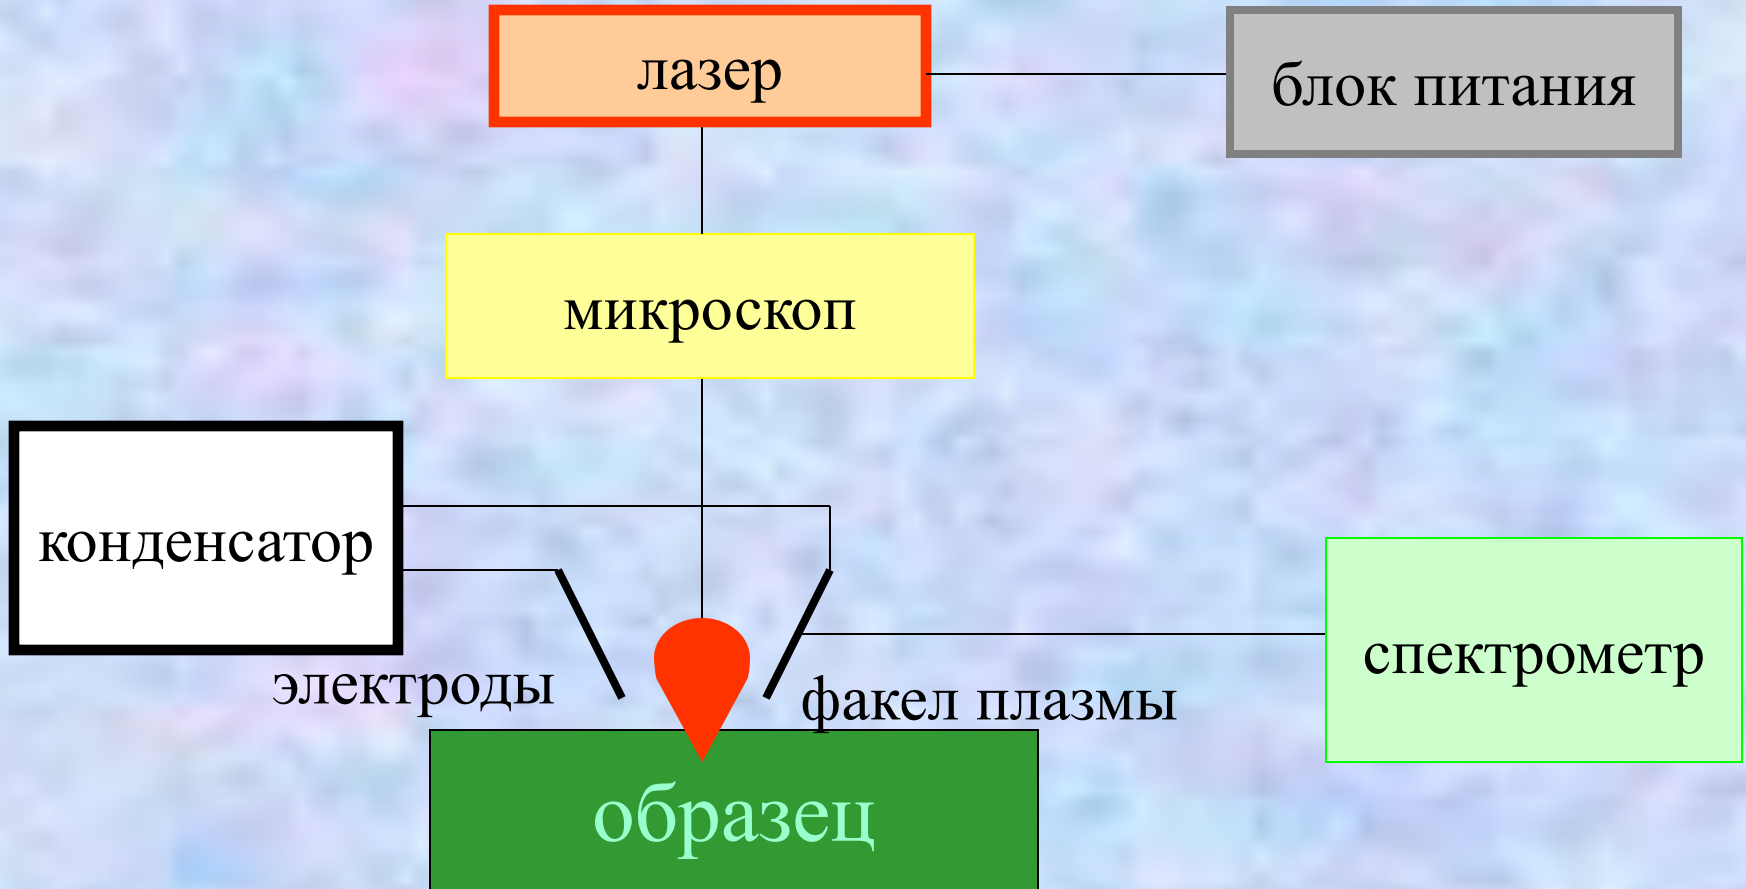 лазер
блок питания
микроскоп
конденсатор
спектрометр
электроды
факел плазмы
образец